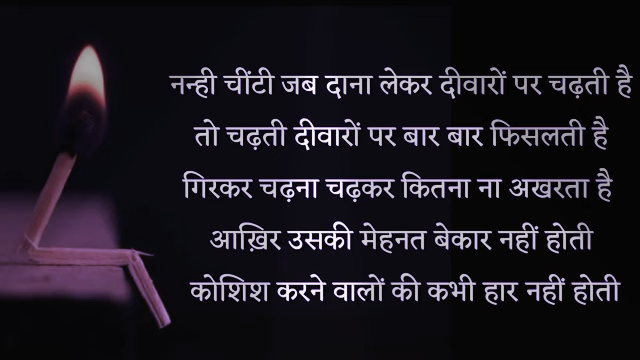 नन्ही चींटी जब दाना लेकर दीवारों पर चढ़ती है
तो चढ़ती दीवारों पर बार बार फिसलती है
गिरकर चढ़ना चढ़कर कितना ना अखरता है
आख़िर उसकी मेहनत बेकार नहीं होती
कोशिश करने वालों की कभी हार नहीं होती